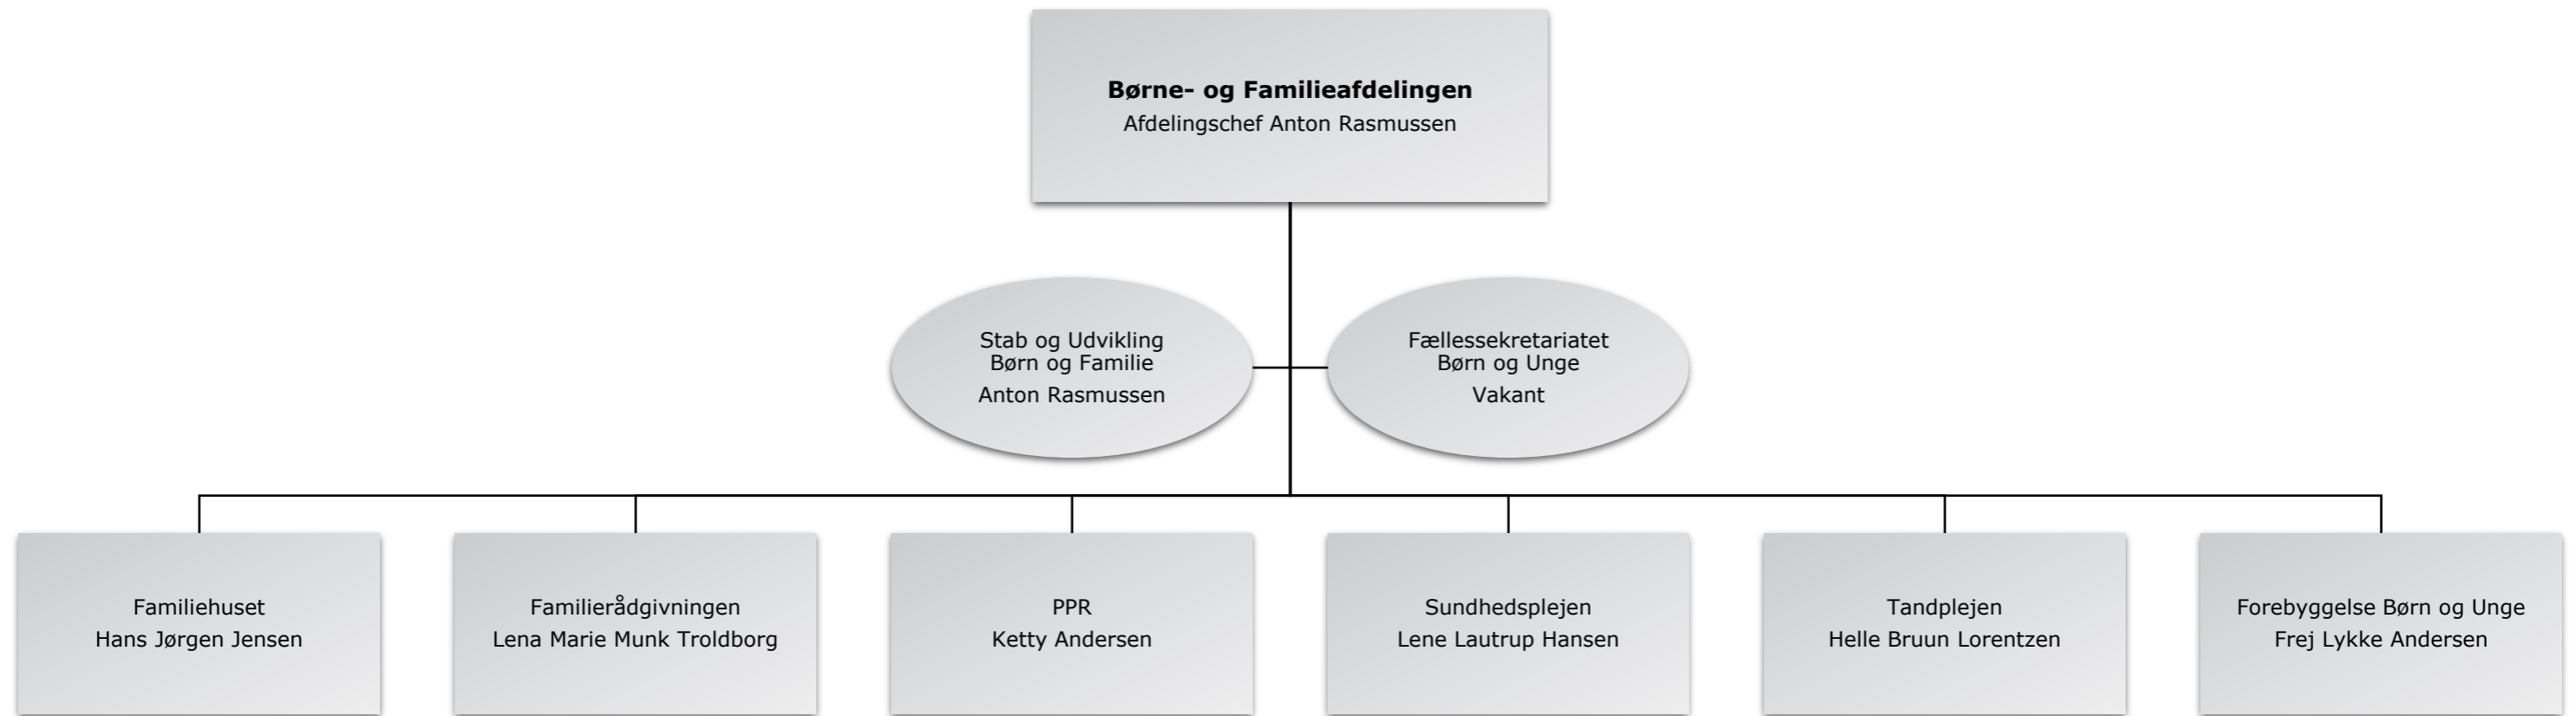 Børne- og Familieafdelingen
Afdelingschef Anton Rasmussen
Stab og Udvikling
Børn og Familie
Anton Rasmussen
Fællessekretariatet
Børn og Unge
Vakant
Familiehuset
Hans Jørgen Jensen
Familierådgivningen
Lena Marie Munk Troldborg
PPR
Ketty Andersen
Sundhedsplejen
Lene Lautrup Hansen
Tandplejen
Helle Bruun Lorentzen
Forebyggelse Børn og Unge
Frej Lykke Andersen